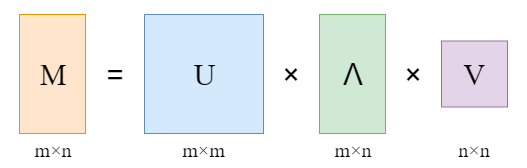 M = U × Λ × V
m×n m×m m×n n×n